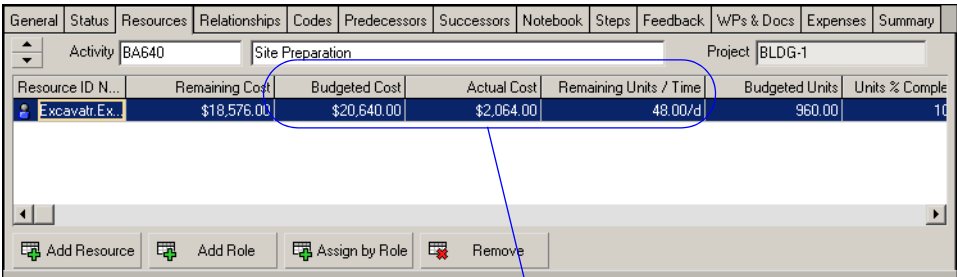 General Status Resources Relationships Codes Predecessors Successors Notebook Steps Feedback WPs & Docs Expenses Summary
Activity BA640 Site Preparation Project BLDG-1
Resource ID N... Remaining Cost Budgeted Cost Actual Cost Remaining Units / Time Budgeted Units Units % Comple
Excavatr.Ex... $18,576.00 $20,640.00 $2,064.00 48.00/d 960.00 10
Add Resource Add Role Assign by Role Remove